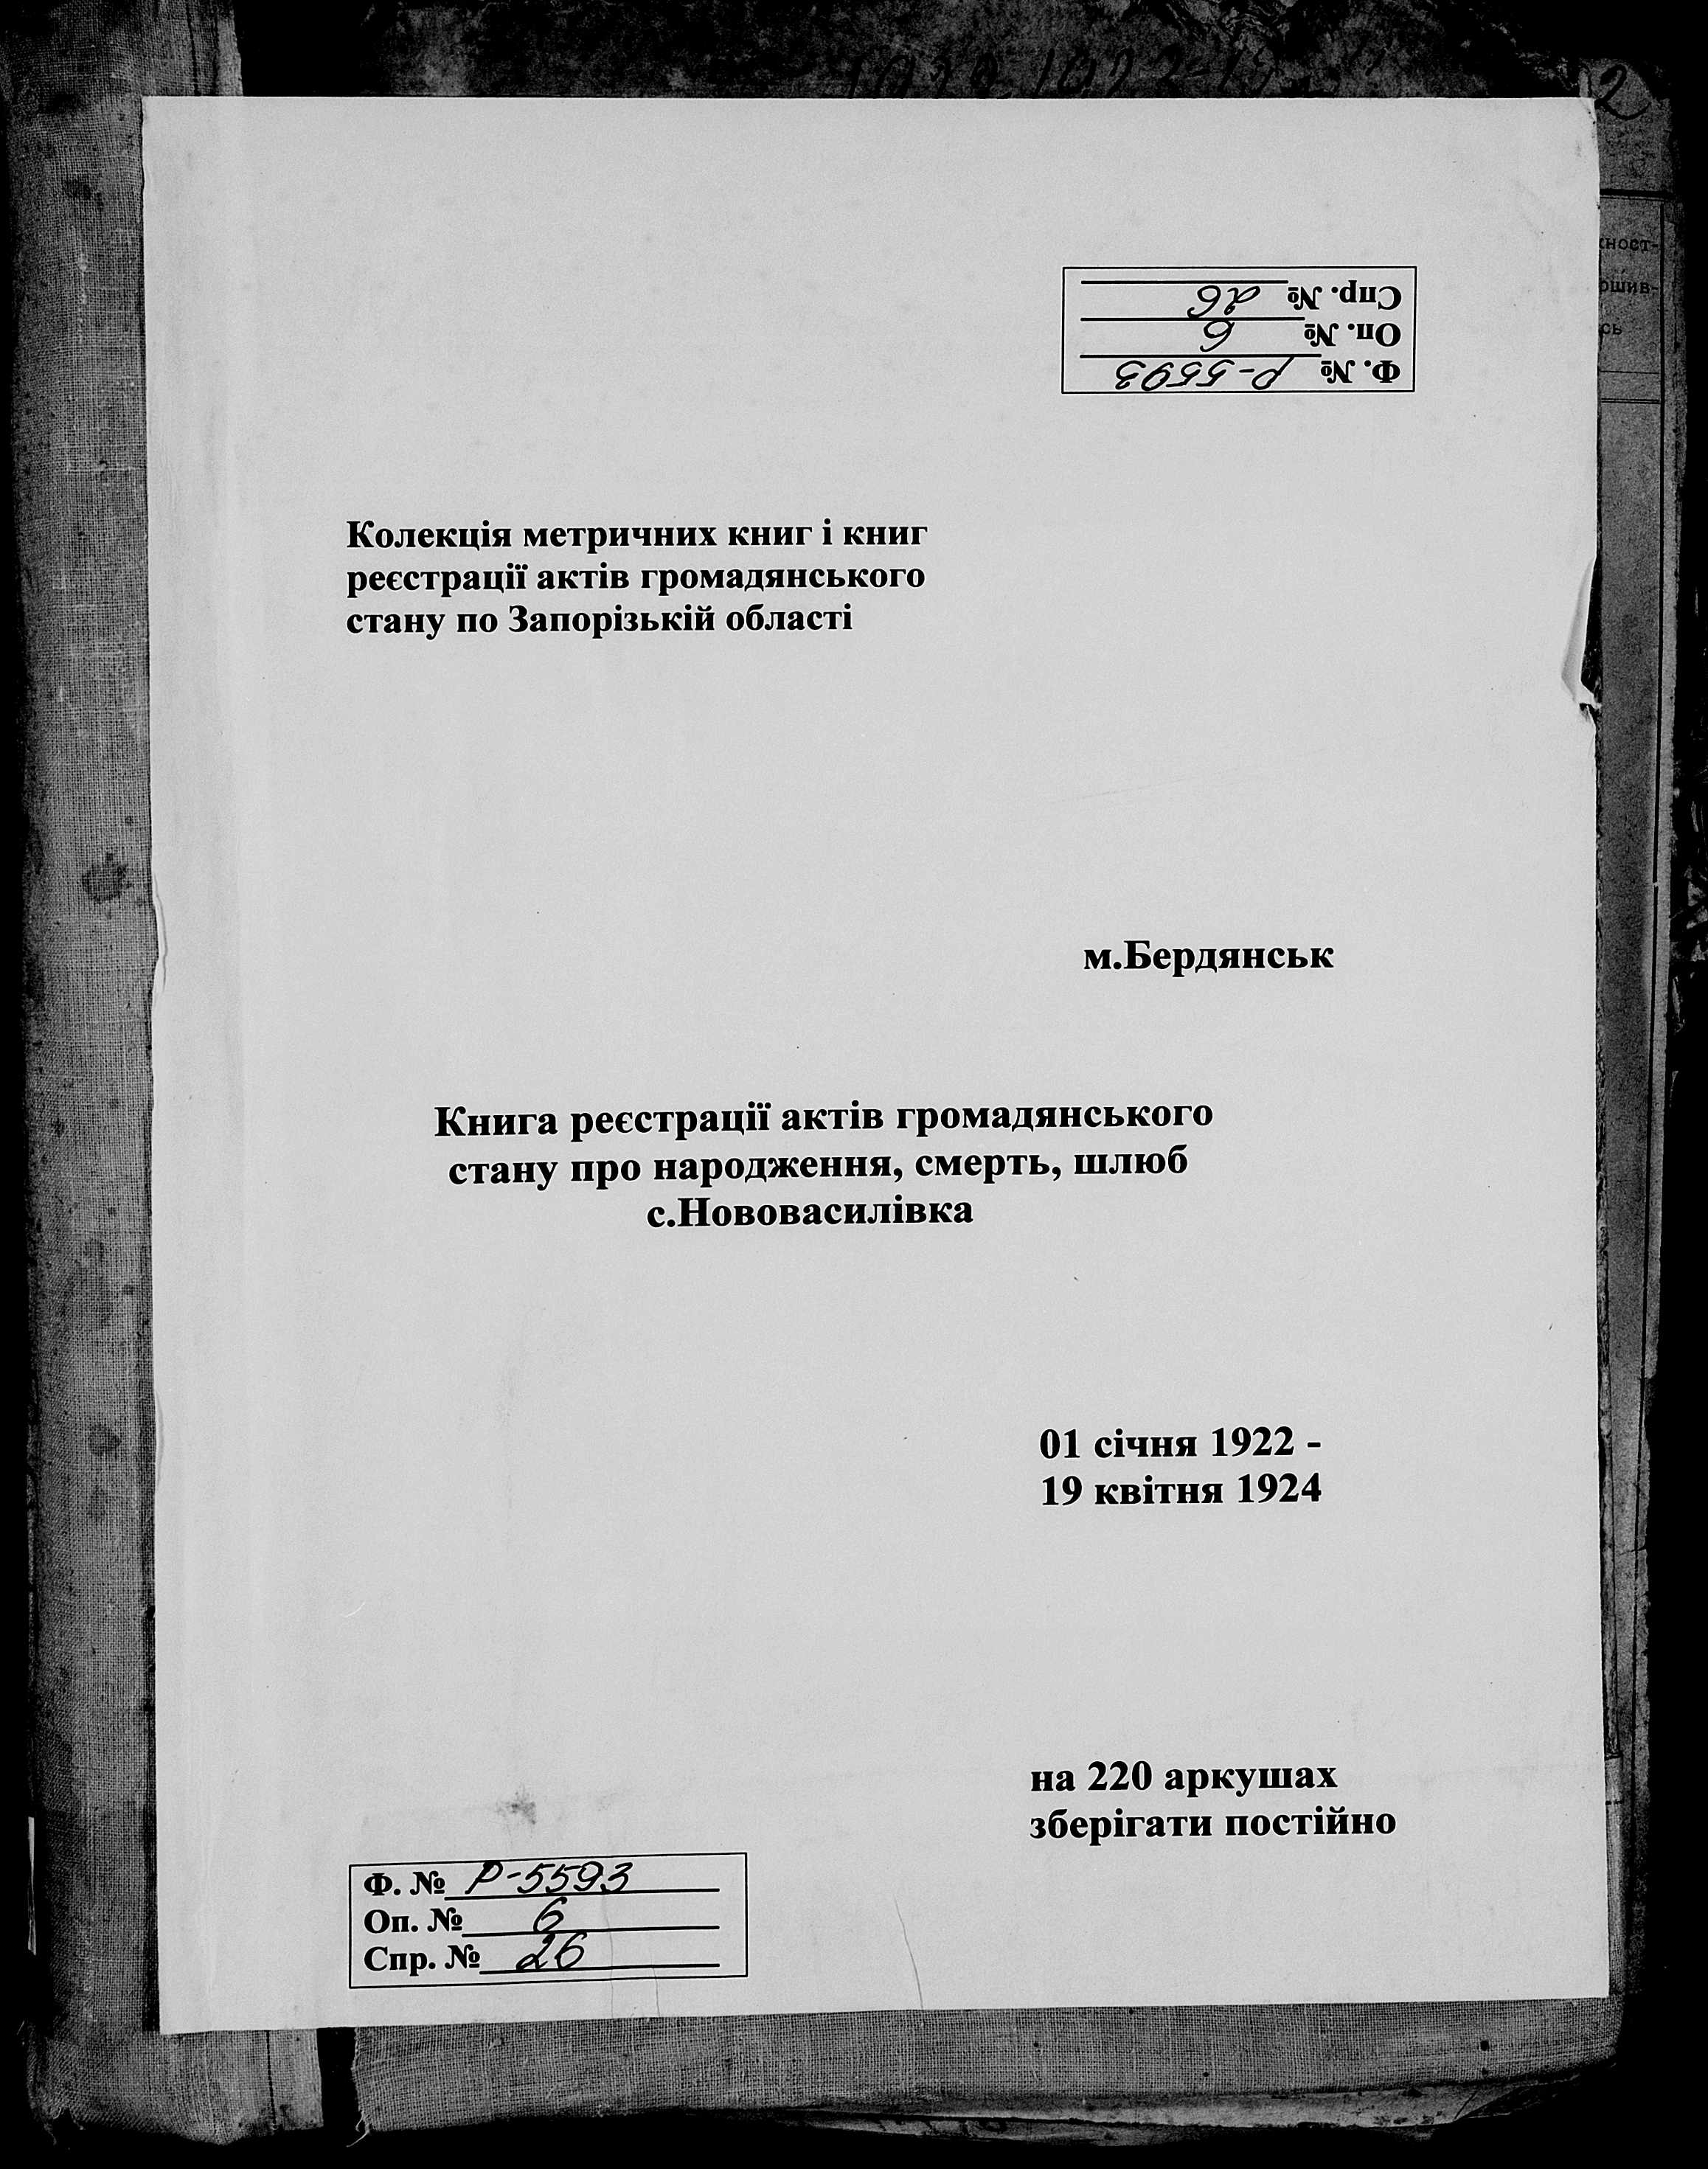 2
Ф. № Р-5593
Оп. № 6
Спр. № 26
Колекція метричних книг і книг
реєстрації актів громадянського
стану по Запорізькій області
м.Бердянськ
Книга реєстрації актів громадянського
стану про народження, смерть, шлюб
с.Нововасилівка
01 січня 1922 -
19 квітня 1924
на 220 аркушах
зберігати постійно
Ф. № Р-5593
Оп. № 6
Спр. № 26